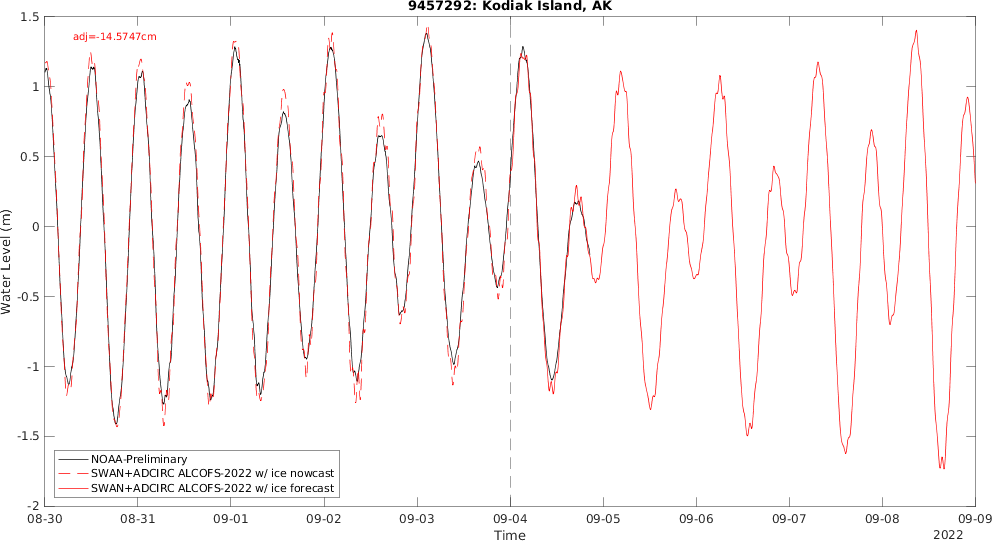 9457292: Kodiak Island, AK
adj=-14.5747cm
1.5
1
0.5
0
-0.5
-1
-1.5
-2
Water Level (m)
NOAA-Preliminary
SWAN+ADCIRC ALCOFS-2022 w/ ice nowcast
SWAN+ADCIRC ALCOFS-2022 w/ ice forecast
08-30 08-31 09-01 09-02 09-03 09-04 09-05 09-06 09-07 09-08 09-09
Time
2022